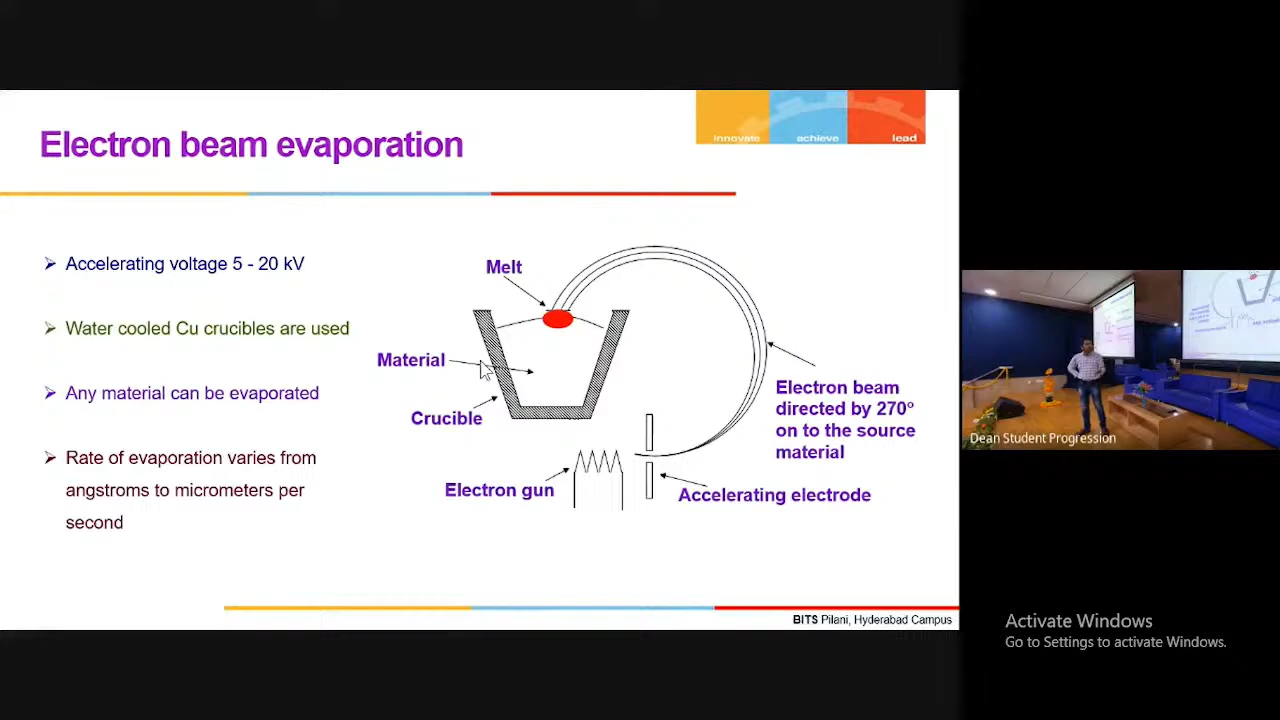 innovate achieve lead
Electron beam evaporation
➢ Accelerating voltage 5 - 20 kV
➢ Water cooled Cu crucibles are used
➢ Any material can be evaporated
➢ Rate of evaporation varies from
angstroms to micrometers per
second
Melt
Material
Crucible
Electron gun
Electron beam
directed by 270°
on to the source
material
Accelerating electrode
BITS Pilani, Hyderabad Campus
Dean Student Progression
Activate Windows
Go to Settings to activate Windows.